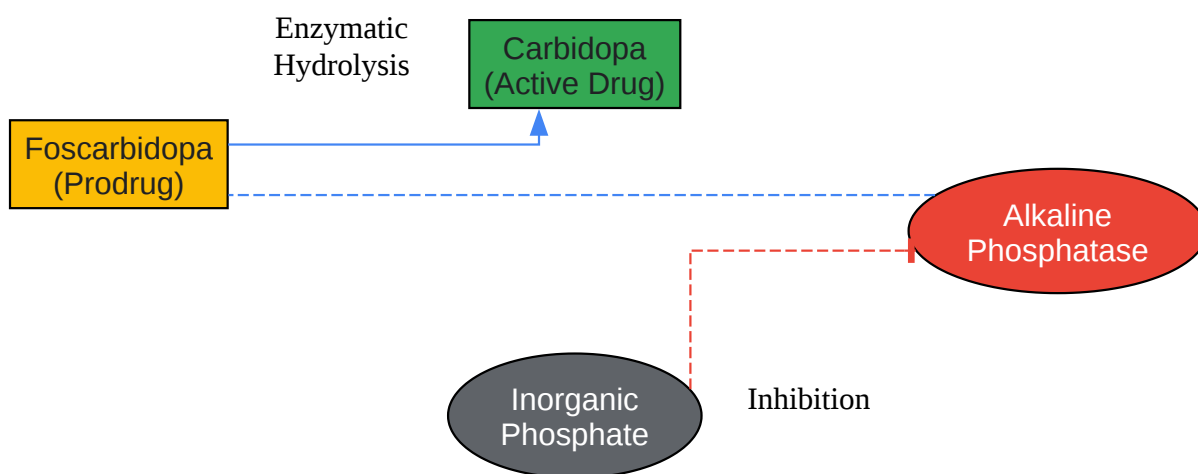 Enzymatic
Hydrolysis
Carbidopa
(Active Drug)
Foscarbidopa
(Prodrug)
Alkaline
Phosphatase
Inorganic
Phosphate
Inhibition